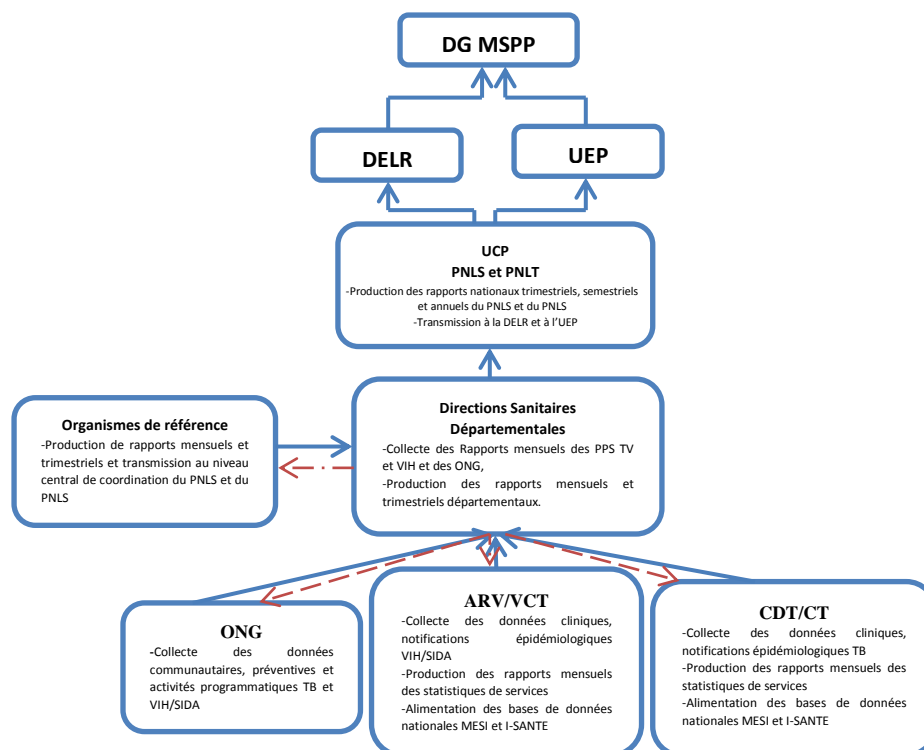 DG MSPP
DELR
UEP
UCP
PNLS et PNLT
-Production des rapports nationaux trimestriels, semestriels
et annuels du PNLS et du PNLS
-Transmission à la DELR et à l’UEP
Organismes de référence
-Production de rapports mensuels et
trimestriels et transmission au niveau
central de coordination du PNLS et du
PNLS
Directions Sanitaires
Départementales
-Collecte des Rapports mensuels des PPS TV
et VIH et des ONG,
-Production des rapports mensuels et
trimestriels départementaux.
ONG
-Collecte des données
communautaires, préventives et
activités programmatiques TB et
VIH/SIDA
ARV/VCT
-Collecte des données cliniques,
notifications épidémiologiques
VIH/SIDA
-Production des rapports mensuels
des statistiques de services
-Alimentation des bases de données
nationales MESI et I-SANTE
CDT/CT
-Collecte des données cliniques,
notifications épidémiologiques TB
-Production des rapports mensuels des
statistiques de services
-Alimentation des bases de données
nationales MESI et I-SANTE